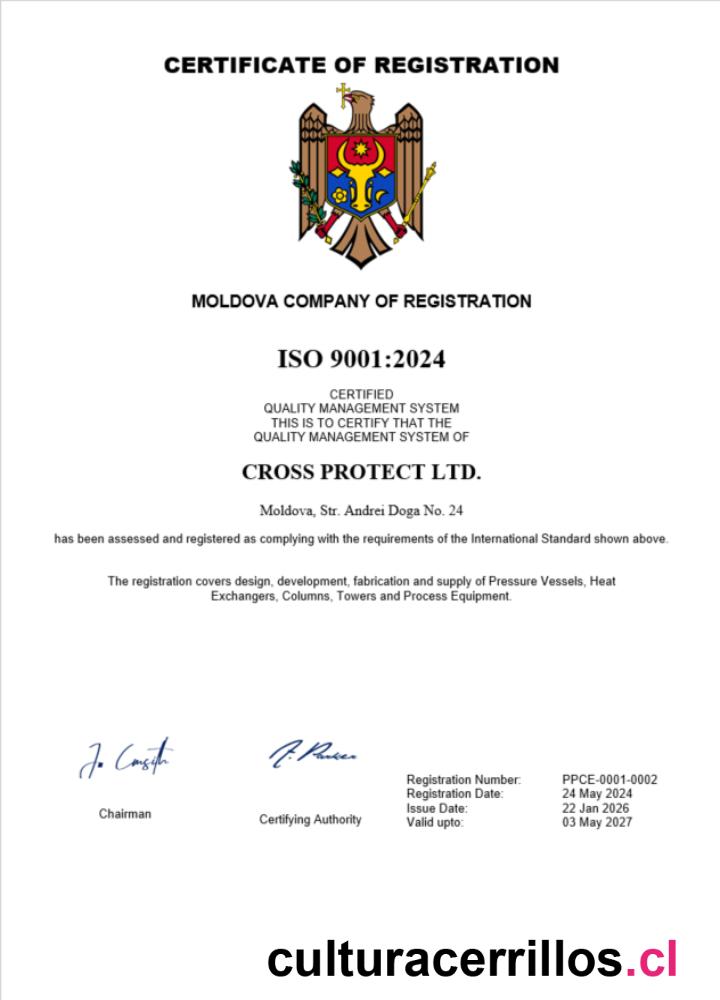 CERTIFICATE OF REGISTRATION
MOLDOVA COMPANY OF REGISTRATION
ISO 9001:2024
CERTIFIED
QUALITY MANAGEMENT SYSTEM
THIS IS TO CERTIFY THAT THE
QUALITY MANAGEMENT SYSTEM OF
CROSS PROTECT LTD.
Moldova, Str. Andrei Doga No. 24
has been assessed and registered as complying with the requirements of the International Standard shown above.
The registration covers design, development, fabrication and supply of Pressure Vessels, Heat
Exchangers, Columns, Towers and Process Equipment.
Chairman
Certifying Authority
Registration Number: PPCE-0001-0002
Registration Date: 24 May 2024
Issue Date: 22 Jan 2026
Valid upto: 03 May 2027
culturacerrillos.cl